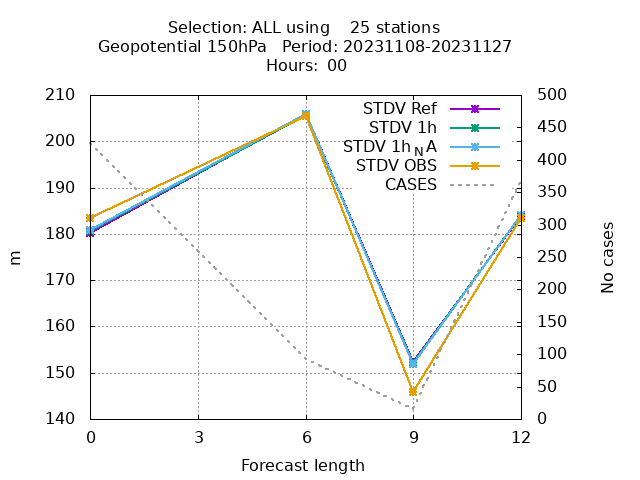 Selection: ALL using    25 stations
Geopotential 150hPa   Period: 20231108-20231127
Hours: 00
STDV Ref
STDV 1h
STDV 1h_N A
STDV OBS
CASES
210
200
190
180
170
160
150
140
500
450
400
350
300
250
200
150
100
50
0
m
No cases
0 3 6 9 12
Forecast length